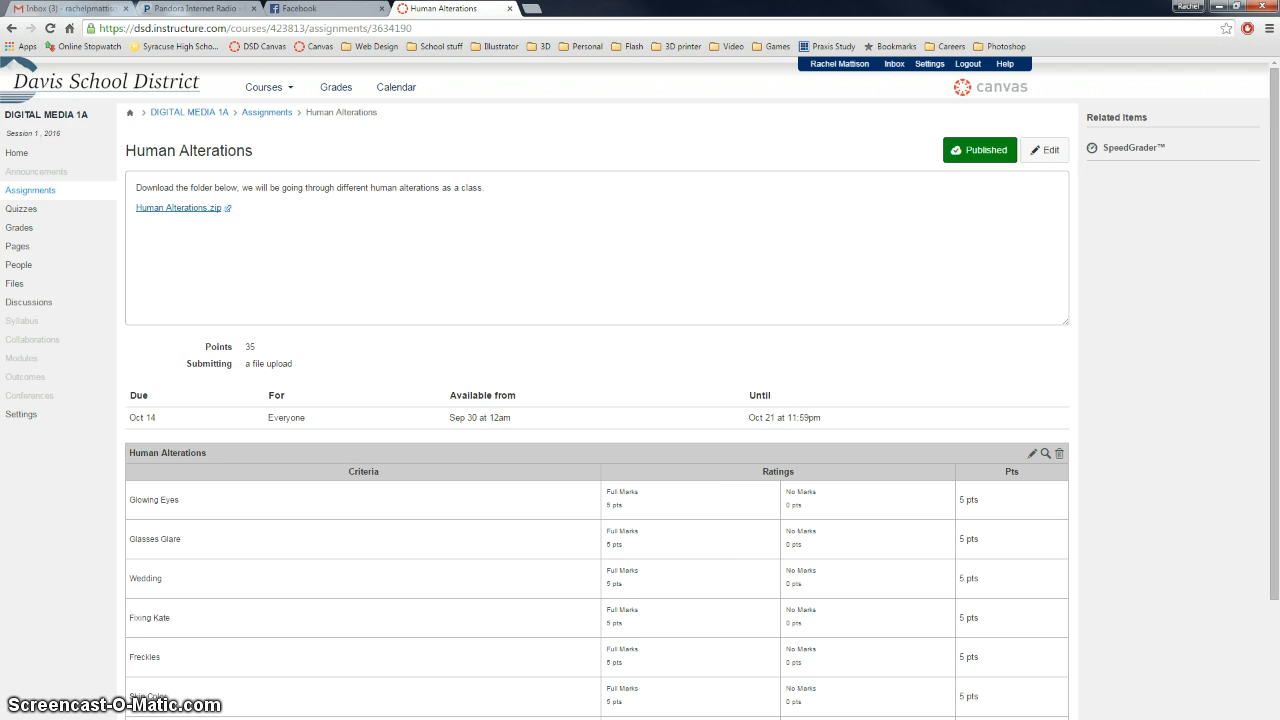 Inbox (3) - rachelpmattiso
Pandora Internet Radio -
Facebook
Human Alterations
Rachel
https://dsd.instructure.com/courses/423813/assignments/3634190
Apps Online Stopwatch Syracuse High Scho... DSD Canvas Canvas Web Design School stuff Illustrator 3D Personal Flash 3D printer Video Games Praxis Study Bookmarks Careers Photoshop
Rachel Mattison Inbox Settings Logout Help
Davis School District
Courses Grades Calendar
canvas
DIGITAL MEDIA 1A
Session 1 , 2016
Home
Announcements
Assignments
Quizzes
Grades
Pages
People
Files
Discussions
Syllabus
Collaborations
Modules
Outcomes
Conferences
Settings
DIGITAL MEDIA 1A > Assignments > Human Alterations
Human Alterations
Published Edit
Download the folder below, we will be going through different human alterations as a class.
Human Alterations.zip
Points 35
Submitting a file upload
Due For Available from Until
Oct 14 Everyone Sep 30 at 12am Oct 21 at 11:59pm
Human Alterations
Criteria Ratings Pts
Glowing Eyes Full Marks 5 pts No Marks 0 pts 5 pts
Glasses Glare Full Marks 5 pts No Marks 0 pts 5 pts
Wedding Full Marks 5 pts No Marks 0 pts 5 pts
Fixing Kate Full Marks 5 pts No Marks 0 pts 5 pts
Freckles Full Marks 5 pts No Marks 0 pts 5 pts
Skin Color Full Marks 5 pts No Marks 0 pts 5 pts
Related Items
SpeedGrader™
Screencast-O-Matic.com